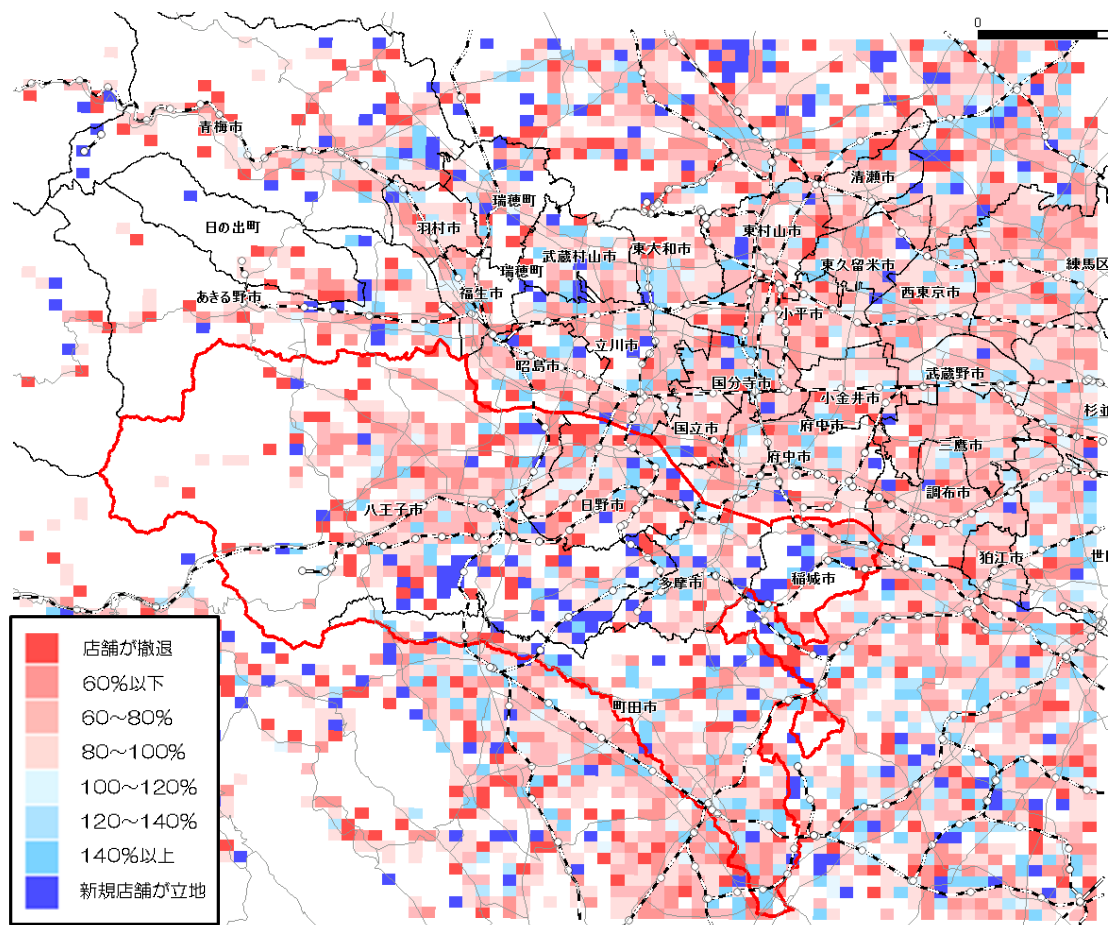 0
青梅市
清瀬市
瑞穂町
日の出町
羽村市
東村山市
武蔵村山市
東大和市
瑞穂町
東久留米市
練馬区
あきる野市
福生市
西東京市
小平市
立川市
昭島市
国分寺市
武蔵野市
小金井市
杉並
国立市
府中市
三鷹市
府中市
調布市
八王子市
日野市
狛江市
世田
多摩市
稲城市
町田市
店舗が撤退
60%以下
60～80%
80～100%
100～120%
120～140%
140%以上
新規店舗が立地